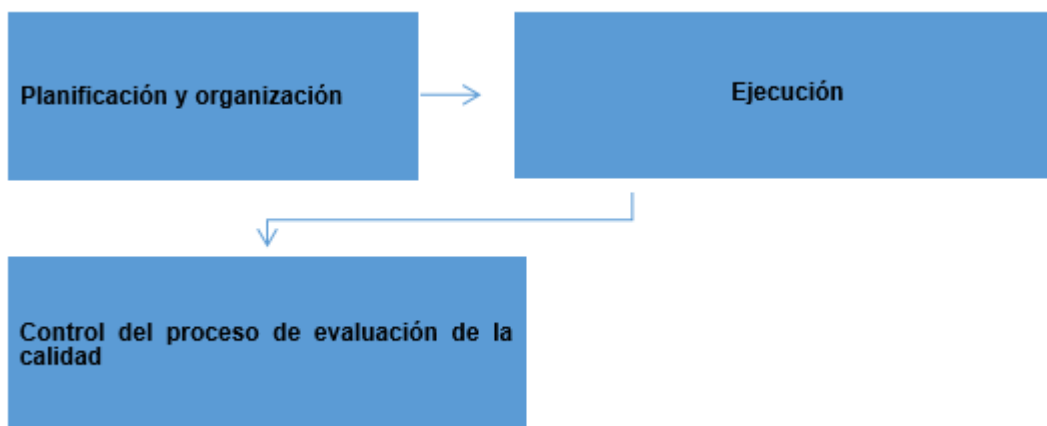 Planificación y organización
Ejecución
Control del proceso de evaluación de la
calidad